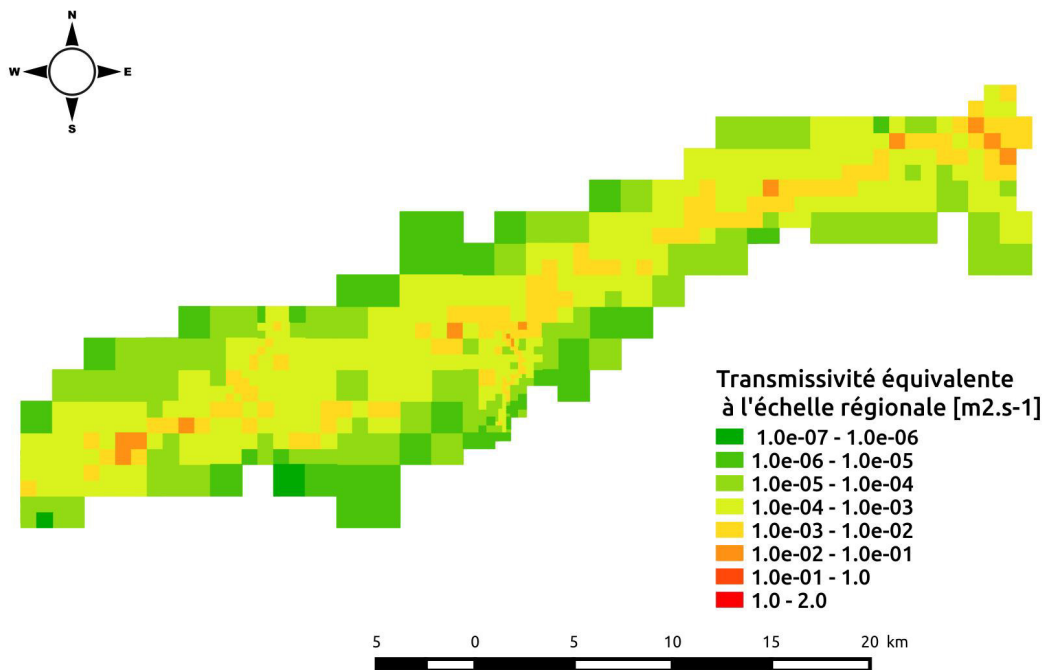 N
W E
S
Transmissivité équivalente
à l'échelle régionale [m2.s-1]
1.0e-07 - 1.0e-06
1.0e-06 - 1.0e-05
1.0e-05 - 1.0e-04
1.0e-04 - 1.0e-03
1.0e-03 - 1.0e-02
1.0e-02 - 1.0e-01
1.0e-01 - 1.0
1.0 - 2.0
5 0 5 10 15 20 km